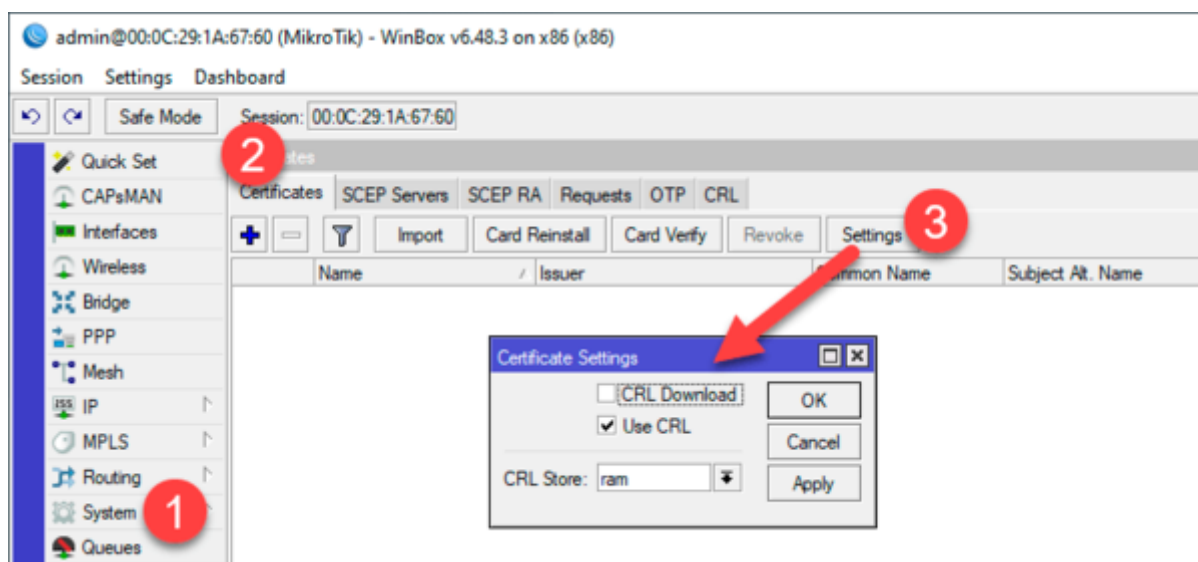 admin@00:0C:29:1A:67:60 (MikroTik) - WinBox v6.48.3 on x86 (x86)
Session Settings Dashboard
Safe Mode Session: 00:0C:29:1A:67:60
Quick Set
CAPsMAN
Interfaces
Wireless
Bridge
PPP
Mesh
IP
MPLS
Routing
System
Queues
1
2
Certificates SCEP Servers SCEP RA Requests OTP CRL
Import Card Reinstall Card Verify Revoke Settings 3
Name Issuer Common Name Subject Alt. Name
Certificate Settings
CRL Download OK
Use CRL Cancel
CRL Store: ram Apply